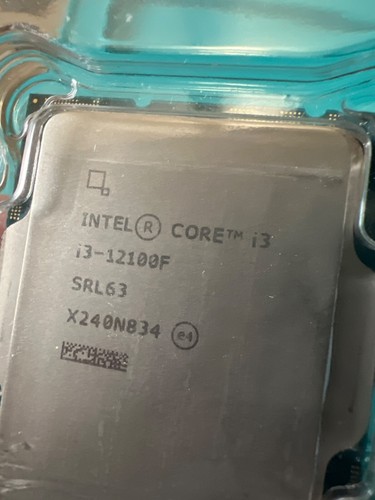 INTEL® CORE™ i3
i3-12100F
SRL63
X240N834 e4